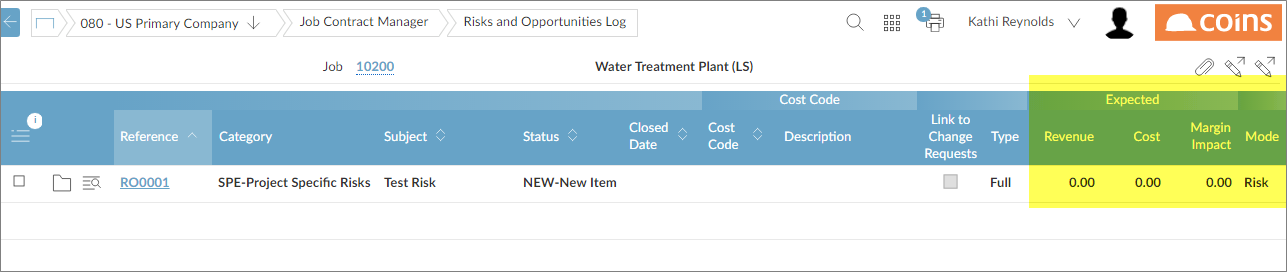 080 - US Primary Company Job Contract Manager Risks and Opportunities Log 1 Kathi Reynolds coins
Job 10200 Water Treatment Plant (LS)
Cost Code Expected
i Reference Category Subject Status Closed Date Cost Code Description Link to Change Requests Type Revenue Cost Margin Impact Mode
RO0001 SPE-Project Specific Risks Test Risk NEW-New Item Full 0.00 0.00 0.00 Risk